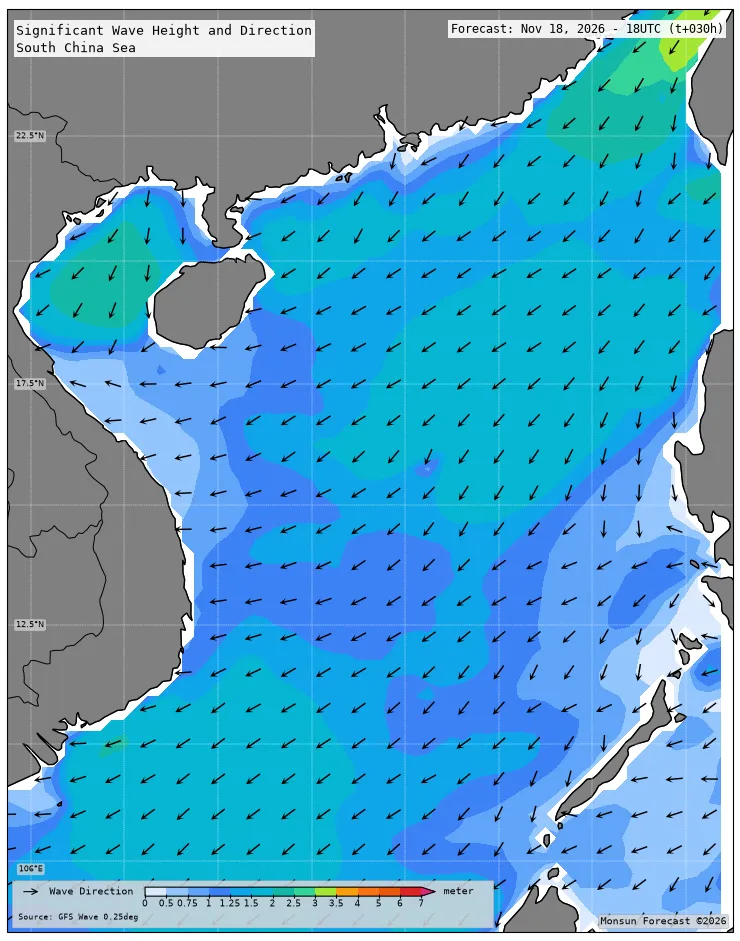 Significant Wave Height and Direction
South China Sea
Forecast: Nov 18, 2026 - 18UTC (t+030h)
22.5°N
17.5°N
12.5°N
106°E
Wave Direction
0 0.5 0.75 1 1.25 1.5 2 2.5 3 3.5 4 5 6 7
meter
Source: GFS Wave 0.25deg
Monsun Forecast ©2026